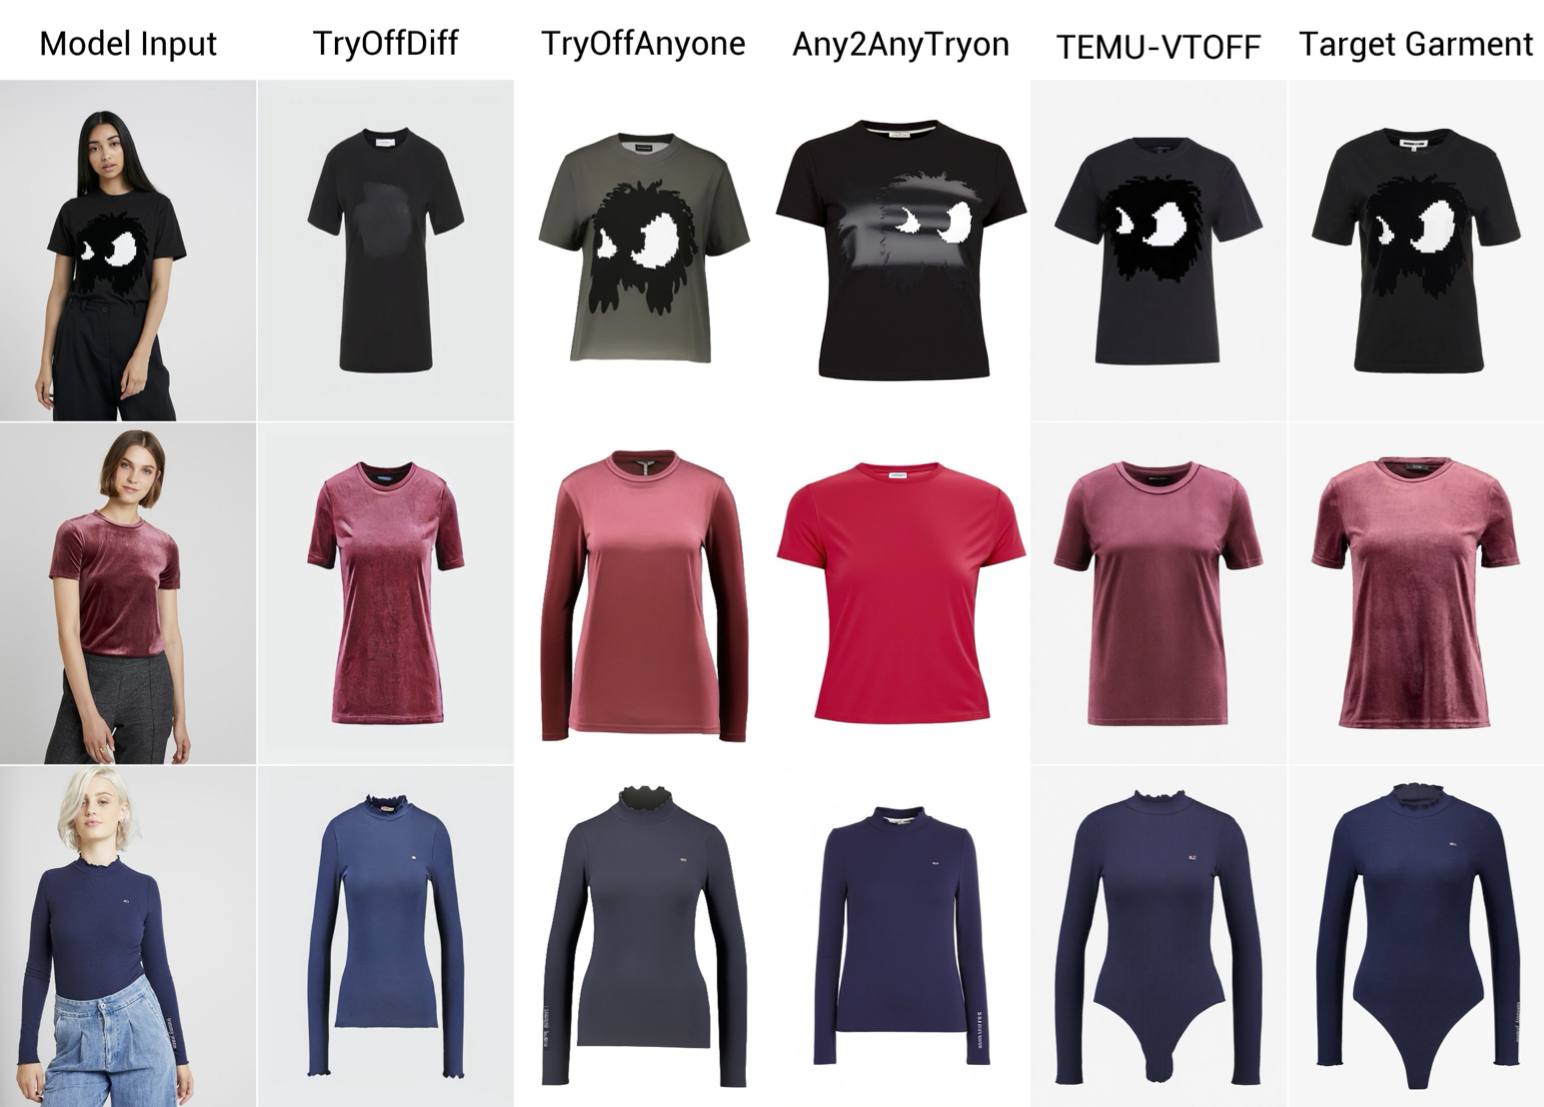 Model Input
TryOffDiff
TryOffAnyone
Any2AnyTryon
TEMU-VTOFF
Target Garment